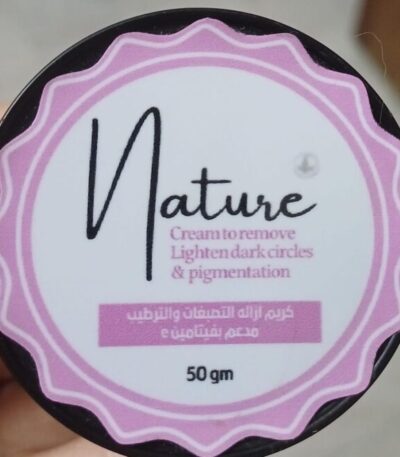 Nature
Cream to remove
Lighten dark circles
& pigmentation
كريم ازاله التصبغات والترطيب
مدعم بفيتامين e
50 gm